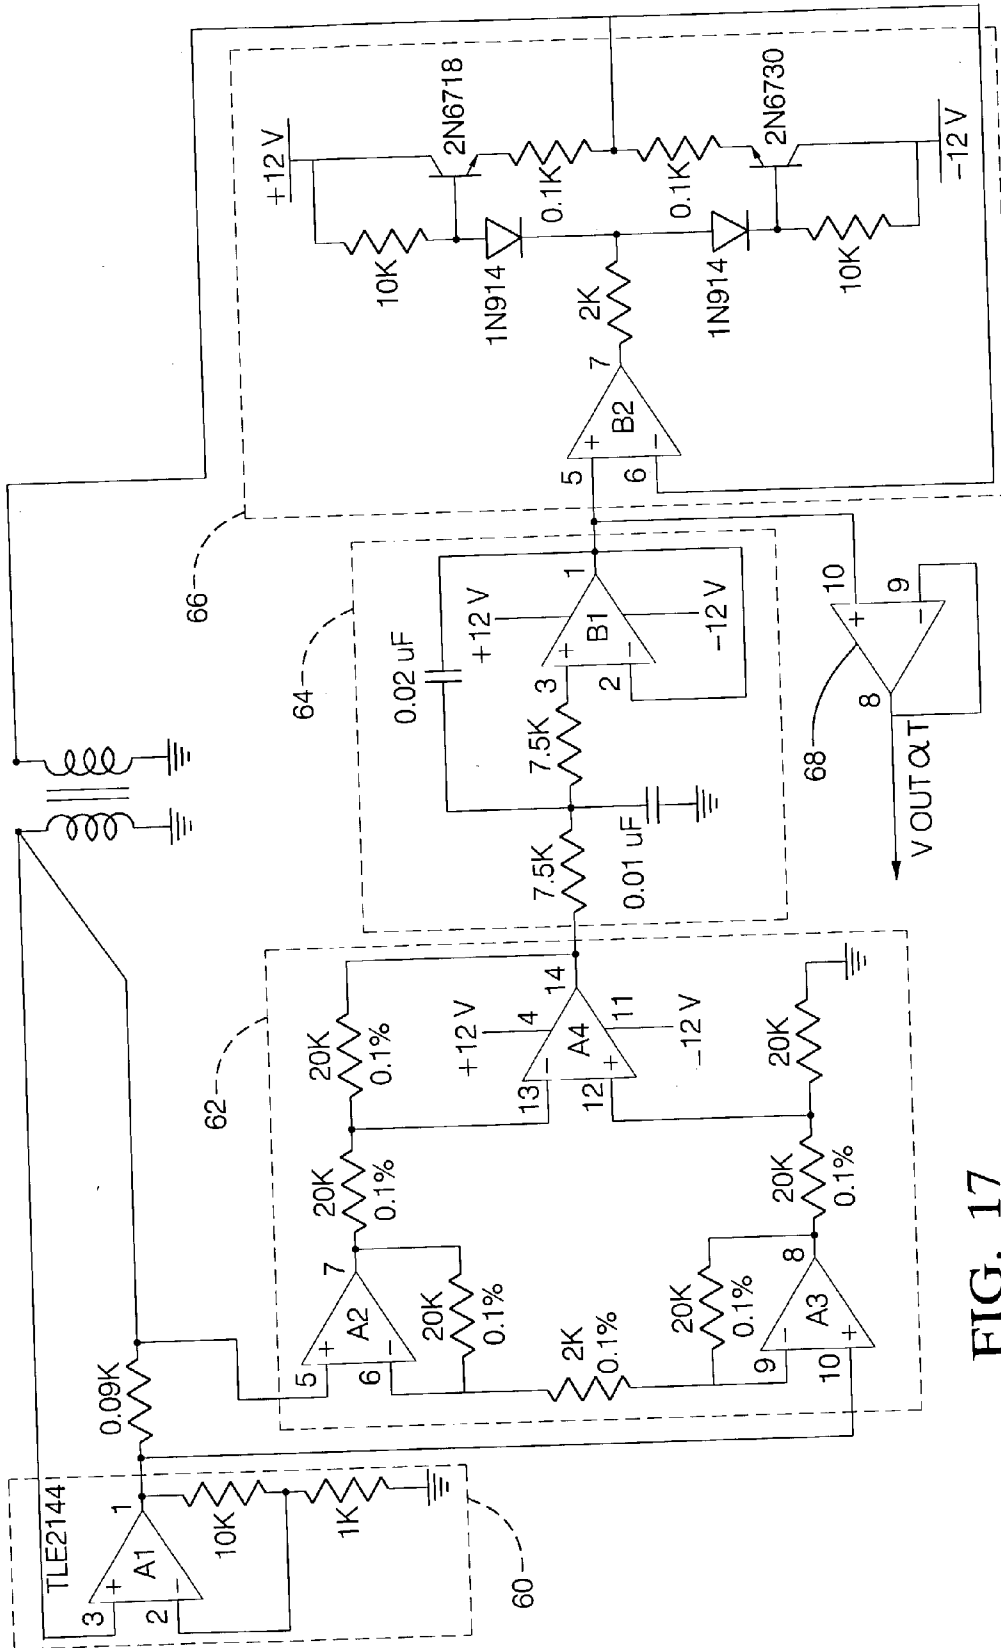 TLE2144
3
+
A1
2
−
1
10K
1K
60
0.09K
62
5
+
A2
6
−
7
20K
0.1%
2K
0.1%
20K
0.1%
9
−
A3
10
+
8
20K
0.1%
20K
0.1%
20K
0.1%
20K
+12 V
4
13
−
A4
12
+
14
11
−12 V
64
7.5K
0.01 uF
7.5K
0.02 uF
+12 V
3
+
B1
2
−
1
−12 V
66
5
+
B2
6
−
7
2K
+12 V
10K
2N6718
1N914
0.1K
0.1K
1N914
2N6730
10K
−12 V
10
+
9
−
8
68
V OUT α T
FIG. 17